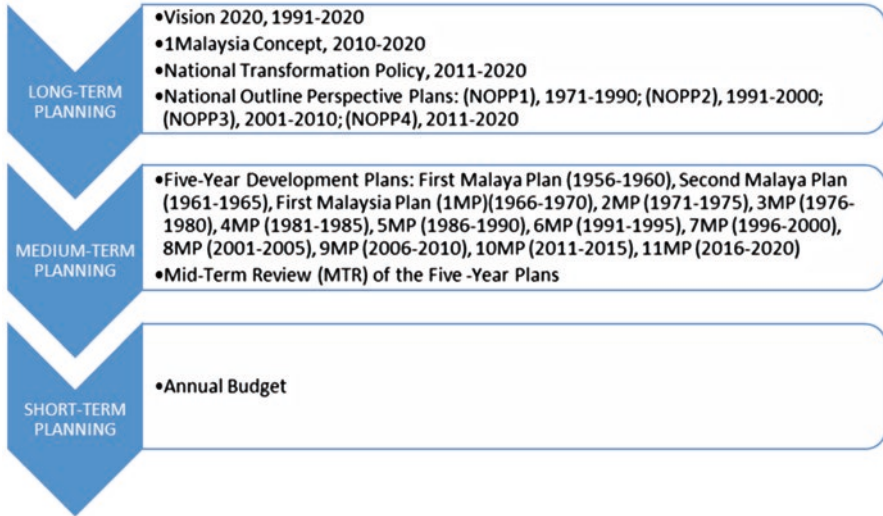 LONG-TERM
PLANNING
•Vision 2020, 1991-2020
•1Malaysia Concept, 2010-2020
•National Transformation Policy, 2011-2020
•National Outline Perspective Plans: (NOPP1), 1971-1990; (NOPP2), 1991-2000;
(NOPP3), 2001-2010; (NOPP4), 2011-2020
MEDIUM-TERM
PLANNING
•Five-Year Development Plans: First Malaya Plan (1956-1960), Second Malaya Plan
(1961-1965), First Malaysia Plan (1MP)(1966-1970), 2MP (1971-1975), 3MP (1976-
1980), 4MP (1981-1985), 5MP (1986-1990), 6MP (1991-1995), 7MP (1996-2000),
8MP (2001-2005), 9MP (2006-2010), 10MP (2011-2015), 11MP (2016-2020)
•Mid-Term Review (MTR) of the Five -Year Plans
SHORT-TERM
PLANNING
•Annual Budget